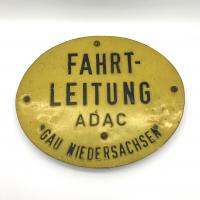 FAHRT-
LEITUNG
ADAC
GAU NIEDERSACHSEN